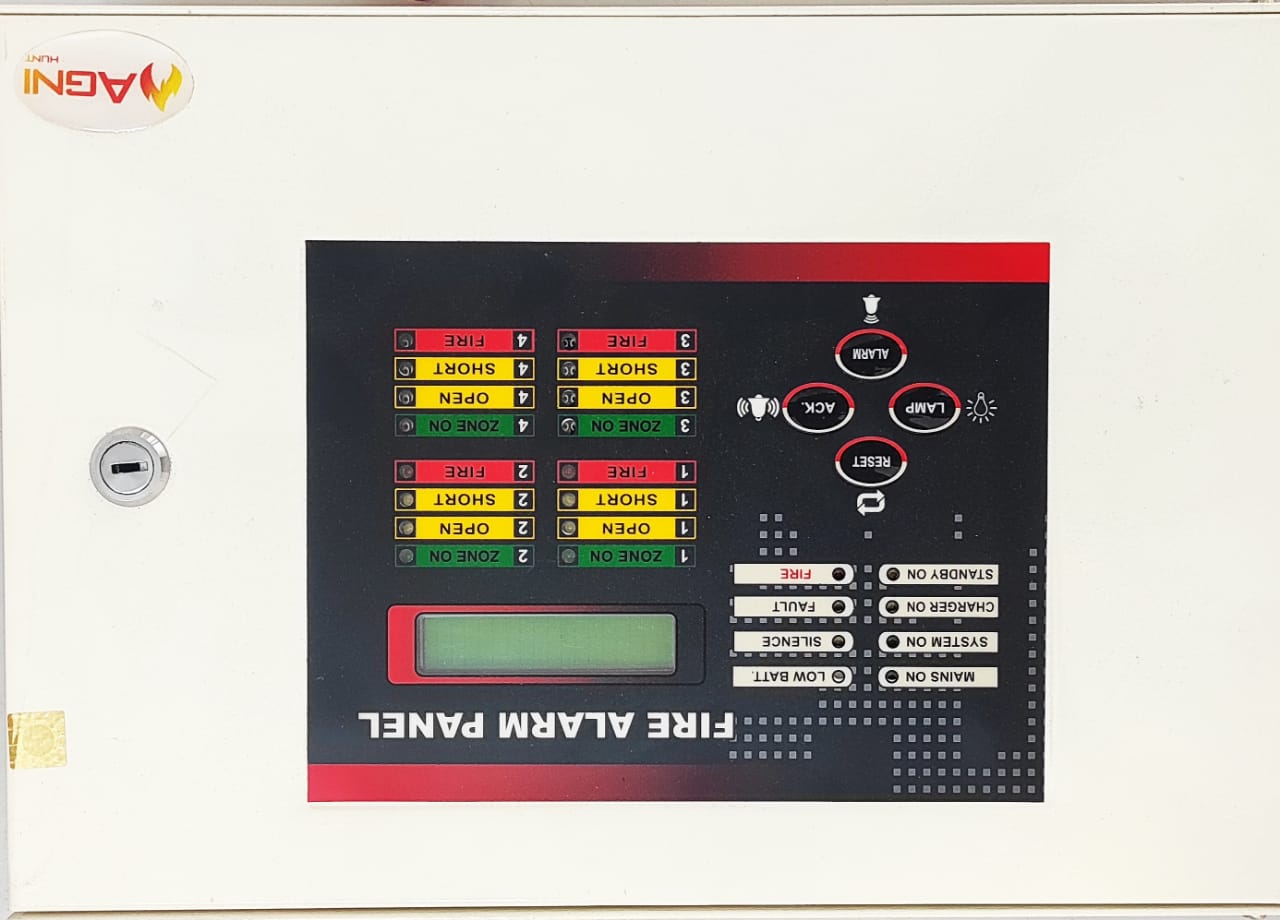 FIRE ALARM PANEL
MAINS ON
SYSTEM ON
CHARGER ON
STANDBY ON
LOW BATT.
SILENCE
FAULT
FIRE
RESET
LAMP
ACK.
ALARM
1 ZONE ON
1 OPEN
1 SHORT
1 FIRE
2 ZONE ON
2 OPEN
2 SHORT
2 FIRE
3 ZONE ON
3 OPEN
3 SHORT
3 FIRE
4 ZONE ON
4 OPEN
4 SHORT
4 FIRE
AGNI
HUNT